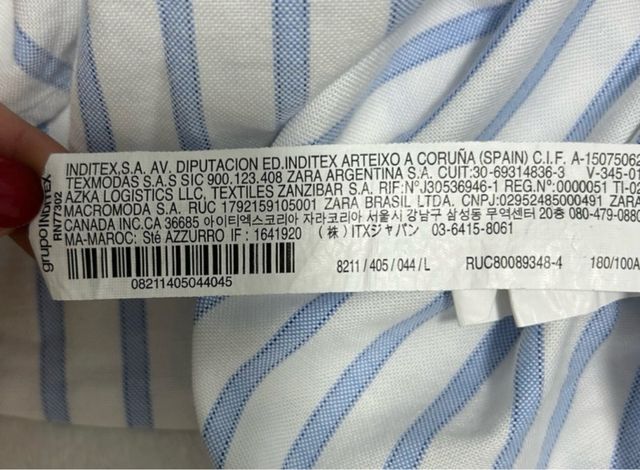 grupo INDITEX
RN77302
INDITEX,S.A. AV. DIPUTACION ED.INDITEX ARTEIXO A CORUÑA (SPAIN) C.I.F. A-15075062
TEXMODAS S.A.S SIC 900.123.408 ZARA ARGENTINA S.A. CUIT:30-69314836-3 V-345-01
AZKA LOGISTICS LLC, TEXTILES ZANZIBAR S.A. RIF:NºJ30536946-1 REG.Nº:0000051 TI-D
MACROMODA S.A. RUC 1792159105001 ZARA BRASIL LTDA. CNPJ:02952485000491 ZARA
CANADA INC.CA 36685 아이티엑스코리아 자라코리아 서울시 강남구 삼성동 무역센터 20층 080-479-0880
MA-MAROC: Sté AZZURRO IF : 1641920 (株) ITXジャパン 03-6415-8061
8211 / 405 / 044 / L RUC80089348-4 180/100A
08211405044045